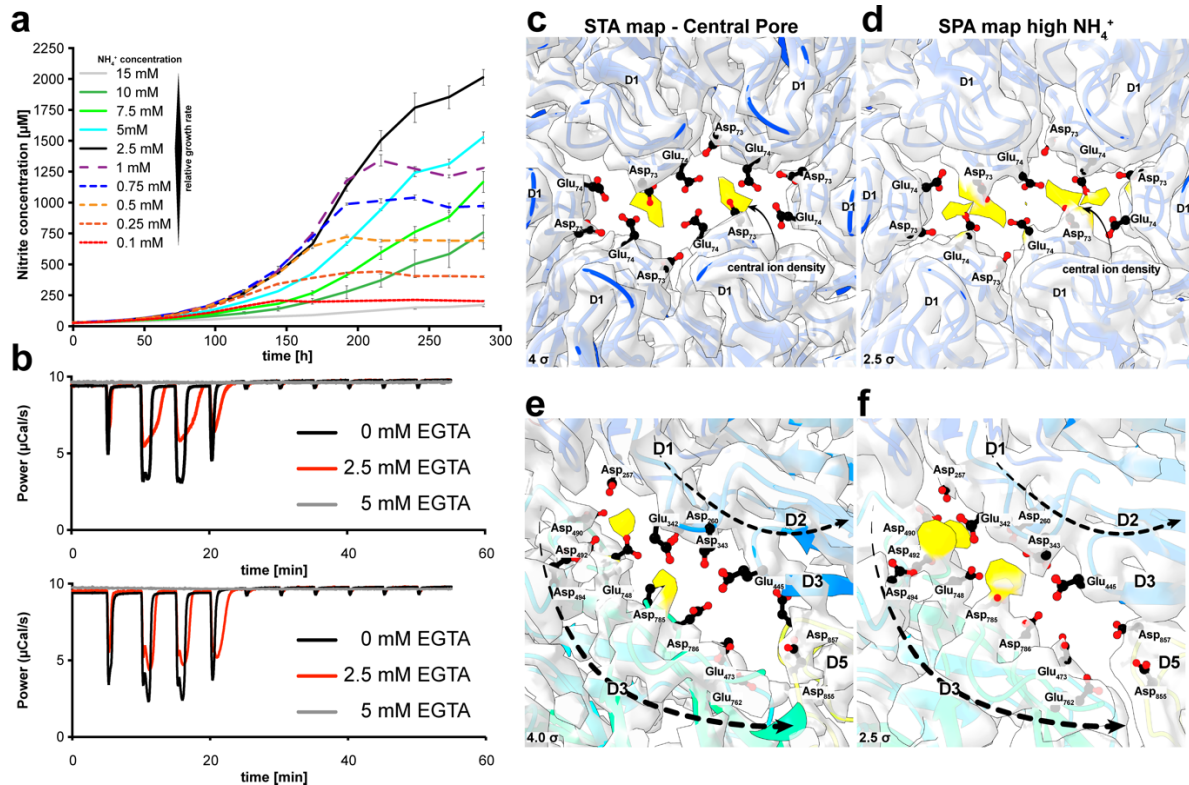 a
NH₄⁺ concentration
15 mM
10 mM
7.5 mM
5mM
2.5 mM
1 mM
0.75 mM
0.5 mM
0.25 mM
0.1 mM
relative growth rate
Nitrite concentration [µM]
2250
2000
1750
1500
1250
1000
750
500
250
0
0 50 100 150 200 250 300
time [h]
b
Power (µCal/s)
10
5
0
0 mM EGTA
2.5 mM EGTA
5 mM EGTA
0 20 40 60
time [min]
Power (µCal/s)
10
5
0
0 mM EGTA
2.5 mM EGTA
5 mM EGTA
0 20 40 60
time [min]
c
STA map - Central Pore
D1
D1
Asp₇₃
Glu₇₄
Glu₇₄
Asp₇₃
Glu₇₄
D1
D1
Asp₇₃
Asp₇₃
Glu₇₄
Glu₇₄
Asp₇₃
central ion density
D1
D1
4 σ
d
SPA map high NH₄⁺
D1
D1
Asp₇₃
Glu₇₄
Glu₇₄
Asp₇₃
Glu₇₄
D1
Asp₇₃
Asp₇₃
Glu₇₄
Glu₇₄
Asp₇₃
central ion density
D1
D1
2.5 σ
e
D1
Asp₂₅₇
Glu₃₄₂
Asp₂₆₀
D2
Asp₄₉₀
Asp₃₄₃
Asp₄₉₂
D3
Asp₄₉₄
Glu₇₄₈
Glu₄₄₅
Asp₇₈₅
Asp₇₈₆
Asp₈₅₇
D5
Glu₄₇₃
D3
Asp₈₅₅
Glu₇₆₂
4.0 σ
f
D1
Asp₂₅₇
Glu₃₄₂
Asp₂₆₀
D2
Asp₄₉₀
Asp₃₄₃
Asp₄₉₂
D3
Asp₄₉₄
Glu₇₄₈
Glu₄₄₅
Asp₇₈₅
Asp₇₈₆
Asp₈₅₇
D5
Glu₄₇₃
D3
Asp₈₅₅
Glu₇₆₂
2.5 σ